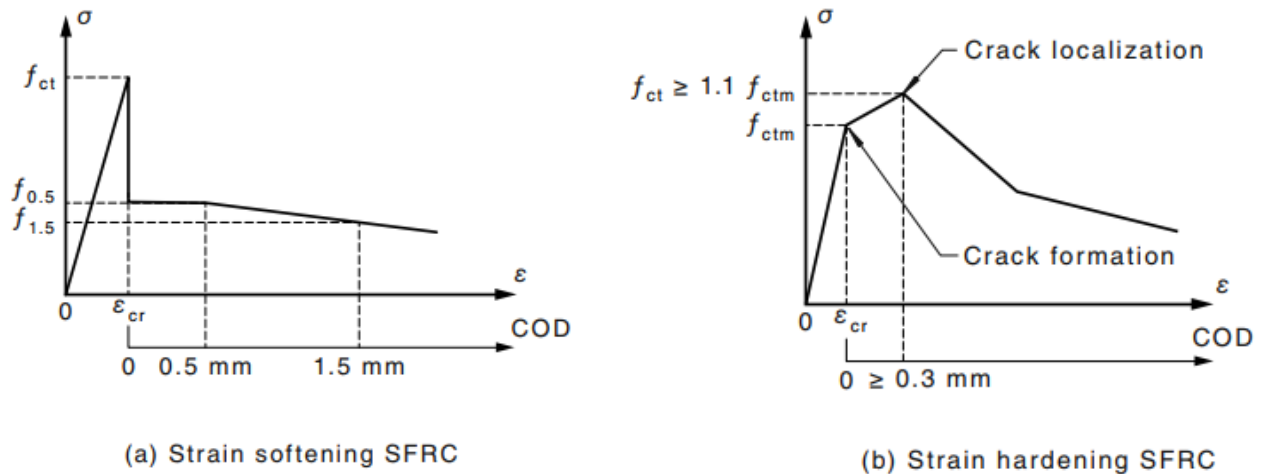 σ
f_ct
f_0.5
f_1.5
0
ε_cr
ε
COD
0 0.5 mm 1.5 mm
(a) Strain softening SFRC
σ
Crack localization
f_ct ≥ 1.1 f_ctm
f_ctm
Crack formation
0
ε_cr
ε
COD
0 ≥ 0.3 mm
(b) Strain hardening SFRC